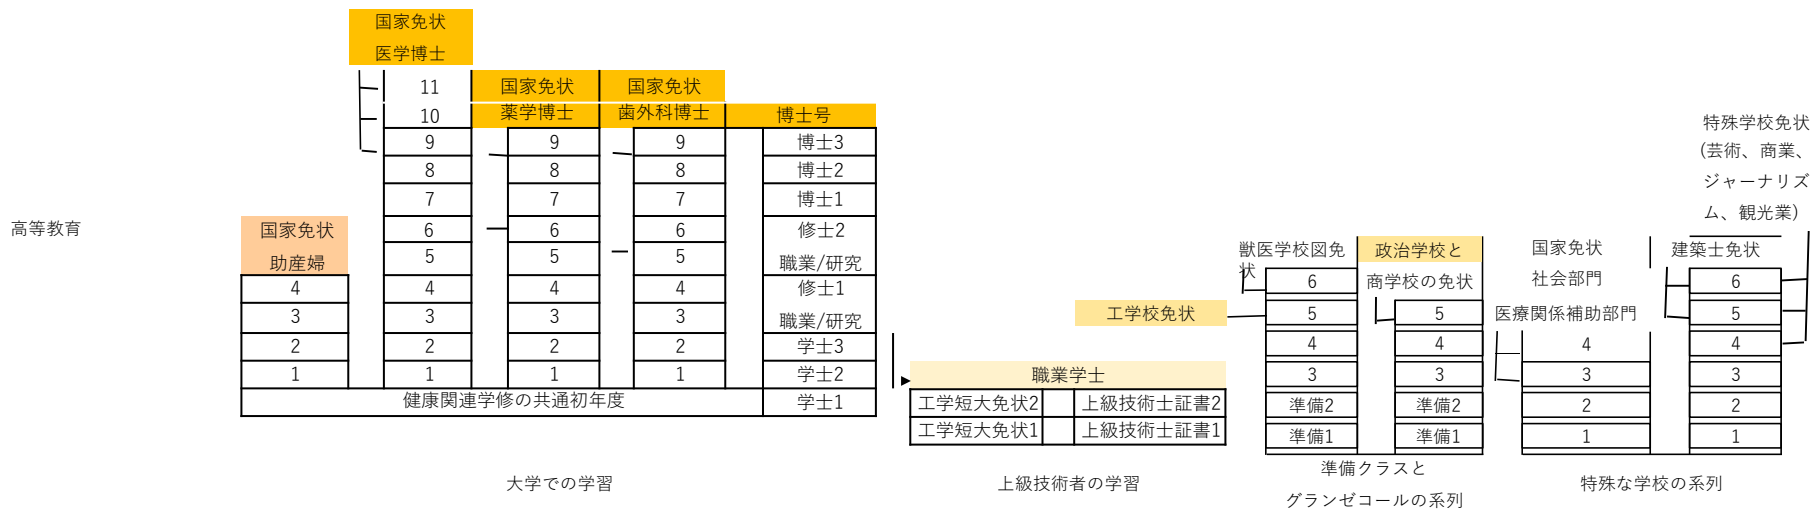 国家免状
医学博士
11
10
9
8
7
6
5
4
3
2
1
国家免状
薬学博士
9
8
7
6
5
4
3
2
1
国家免状
歯外科博士
9
8
7
6
5
4
3
2
1
博士号
博士3
博士2
博士1
修士2
職業/研究
修士1
職業/研究
学士3
学士2
学士1
高等教育
国家免状
助産婦
4
3
2
1
健康関連学修の共通初年度
大学での学習
職業学士
工学短大免状2
上級技術士証書2
工学短大免状1
上級技術士証書1
上級技術者の学習
工学校免状
獣医学校図免
状
6
5
4
3
準備2
準備1
政治学校と
商学校の免状
5
4
3
準備2
準備1
準備クラスと
グランゼコールの系列
国家免状
社会部門
医療関係補助部門
4
3
2
1
建築士免状
6
5
4
3
2
1
特殊学校免状
(芸術、商業、
ジャーナリズ
ム、観光業)
特殊な学校の系列